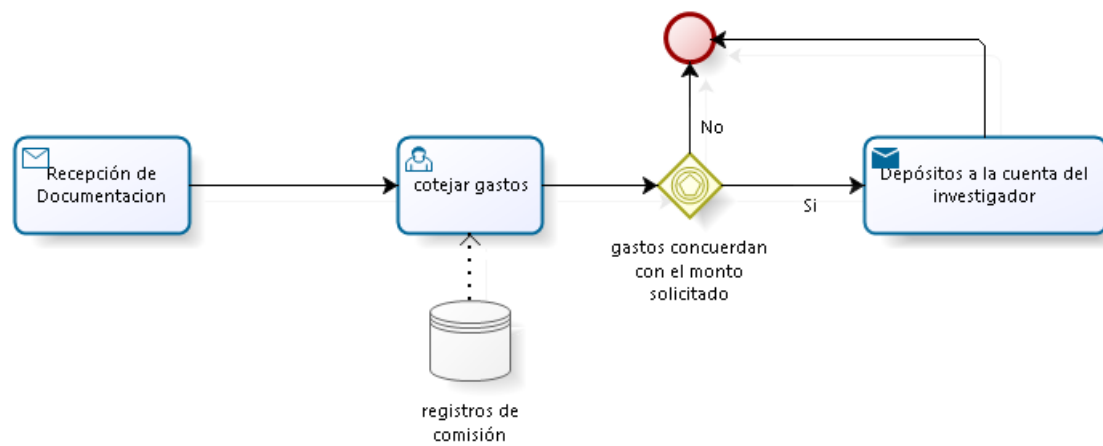 Recepción de
Documentacion
cotejar gastos
No
Si
Depósitos a la cuenta del
investigador
gastos concuerdan
con el monto
solicitado
registros de
comisión